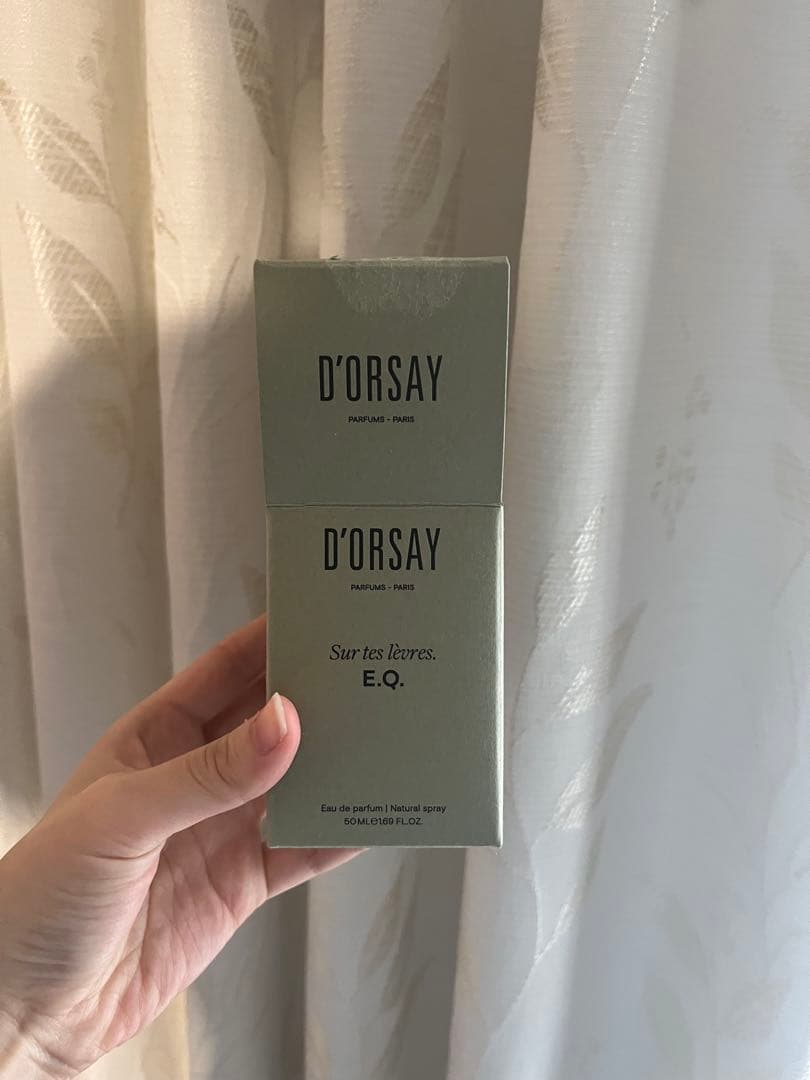 D'ORSAY
PARFUMS - PARIS
D'ORSAY
PARFUMS - PARIS
Sur tes lèvres.
E.Q.
Eau de parfum | Natural spray
50 ML℮1.69 FL.OZ.